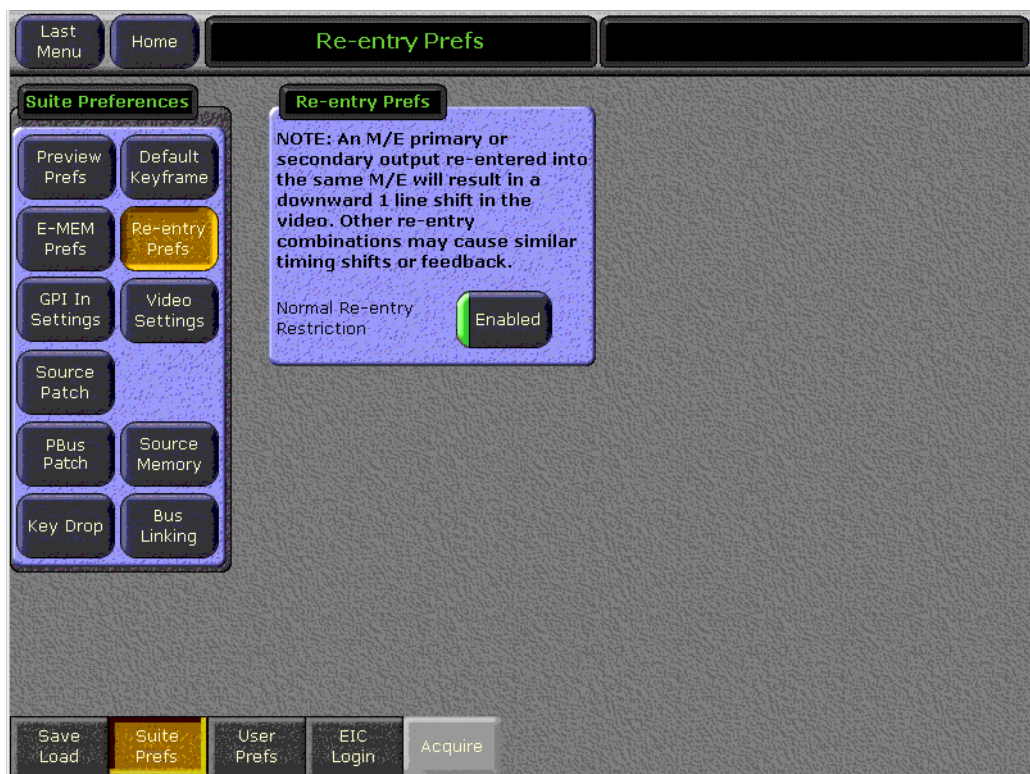 Last
Menu
Home
Re-entry Prefs
Suite Preferences
Preview
Prefs
Default
Keyframe
E-MEM
Prefs
Re-entry
Prefs
GPI In
Settings
Video
Settings
Source
Patch
PBus
Patch
Source
Memory
Key Drop
Bus
Linking
Re-entry Prefs
NOTE: An M/E primary or
secondary output re-entered into
the same M/E will result in a
downward 1 line shift in the
video. Other re-entry
combinations may cause similar
timing shifts or feedback.
Normal Re-entry
Restriction
Enabled
Save
Load
Suite
Prefs
User
Prefs
EIC
Login
Acquire